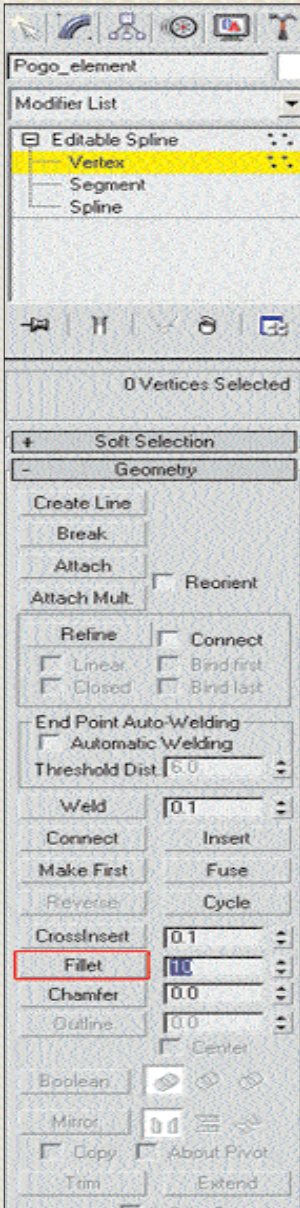 Pogo_element
Modifier List
Editable Spline
Vertex
Segment
Spline
0 Vertices Selected
+ Soft Selection
- Geometry
Create Line
Break
Attach
Reorient
Attach Mult.
Refine
Connect
Linear
Bind first
Closed
Bind last
End Point Auto-Welding
Automatic Welding
Threshold Dist 6.0
Weld 0.1
Connect Insert
Make First Fuse
Reverse Cycle
CrossInsert 0.1
Fillet 10
Chamfer 0.0
Outline 0.0
Center
Boolean
Mirror
Copy About Pivot
Trim Extend